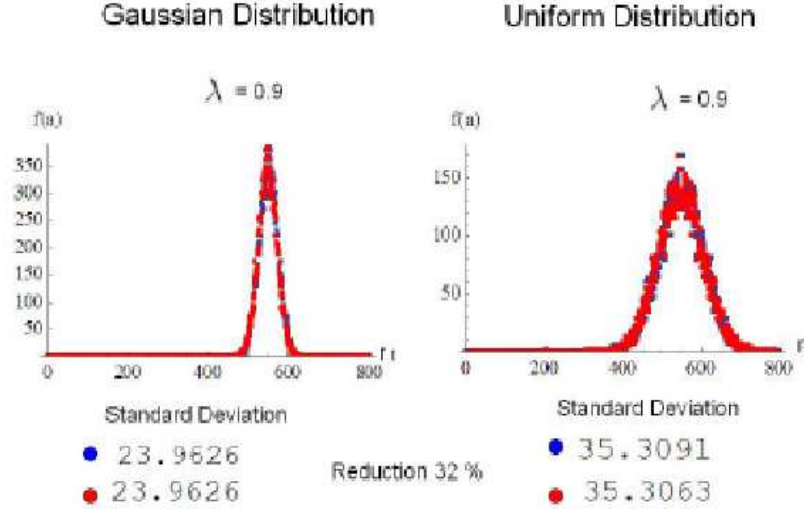 Gaussian Distribution
Uniform Distribution
λ = 0.9
λ = 0.9
f(a)
f(a)
350
300
250
200
150
100
50
0
200
400
600
800
150
100
50
0
200
400
600
800
Standard Deviation
Standard Deviation
23.9626
23.9626
Reduction 32 %
35.3091
35.3063